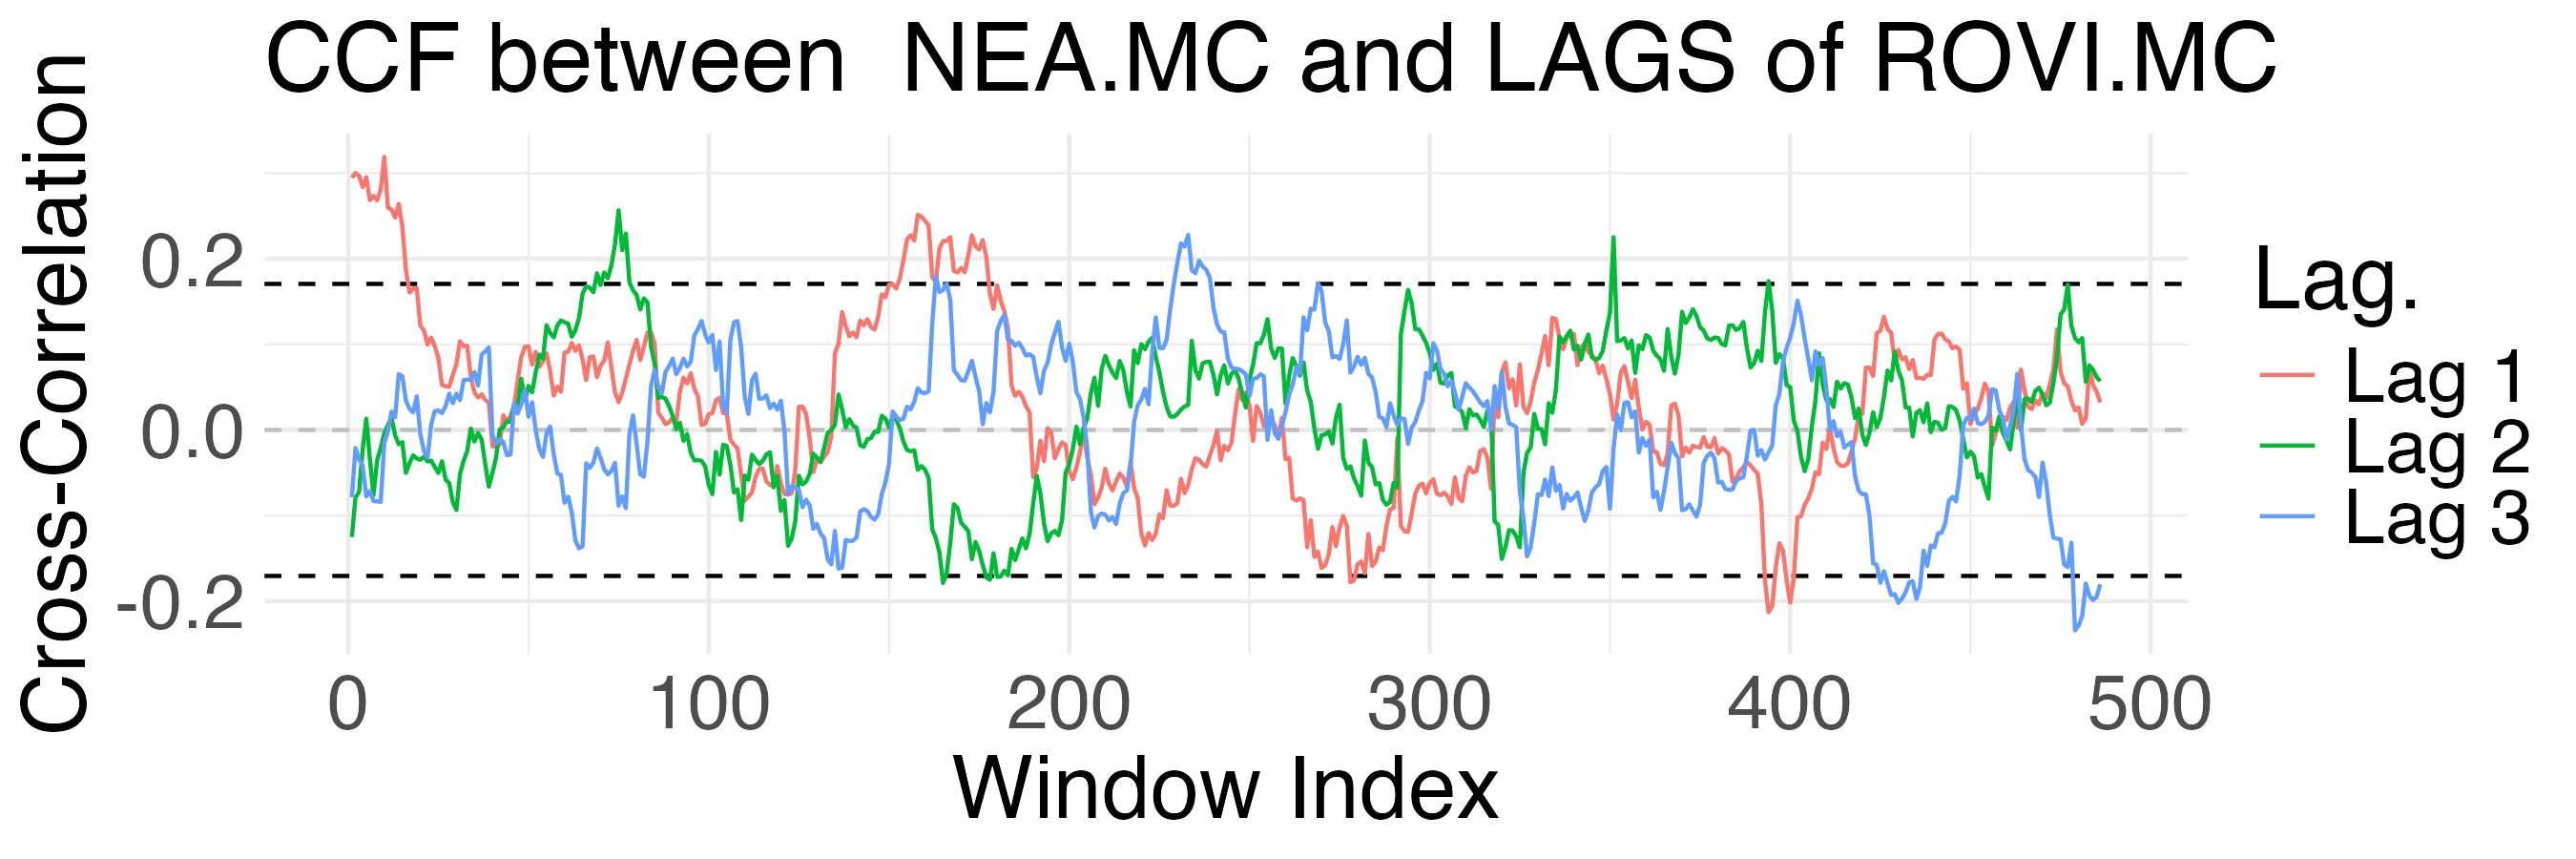 CCF between  NEA.MC and LAGS of ROVI.MC
Cross-Correlation
0.2
0.0
-0.2
0 100 200 300 400 500
Window Index
Lag.
Lag 1
Lag 2
Lag 3